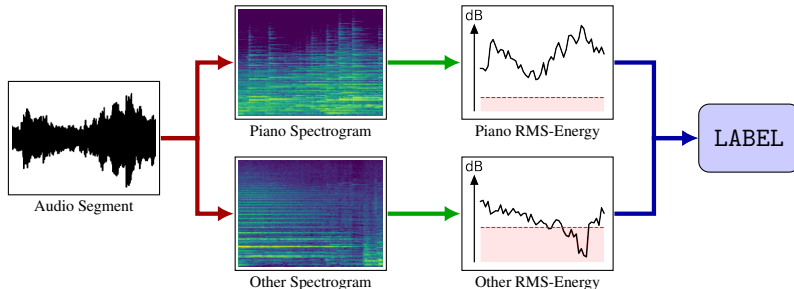 dB
Piano Spectrogram
Piano RMS-Energy
LABEL
Audio Segment
dB
Other Spectrogram
Other RMS-Energy